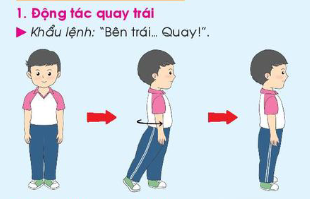 1. Động tác quay trái
▶ Khẩu lệnh: “Bên trái... Quay!”.